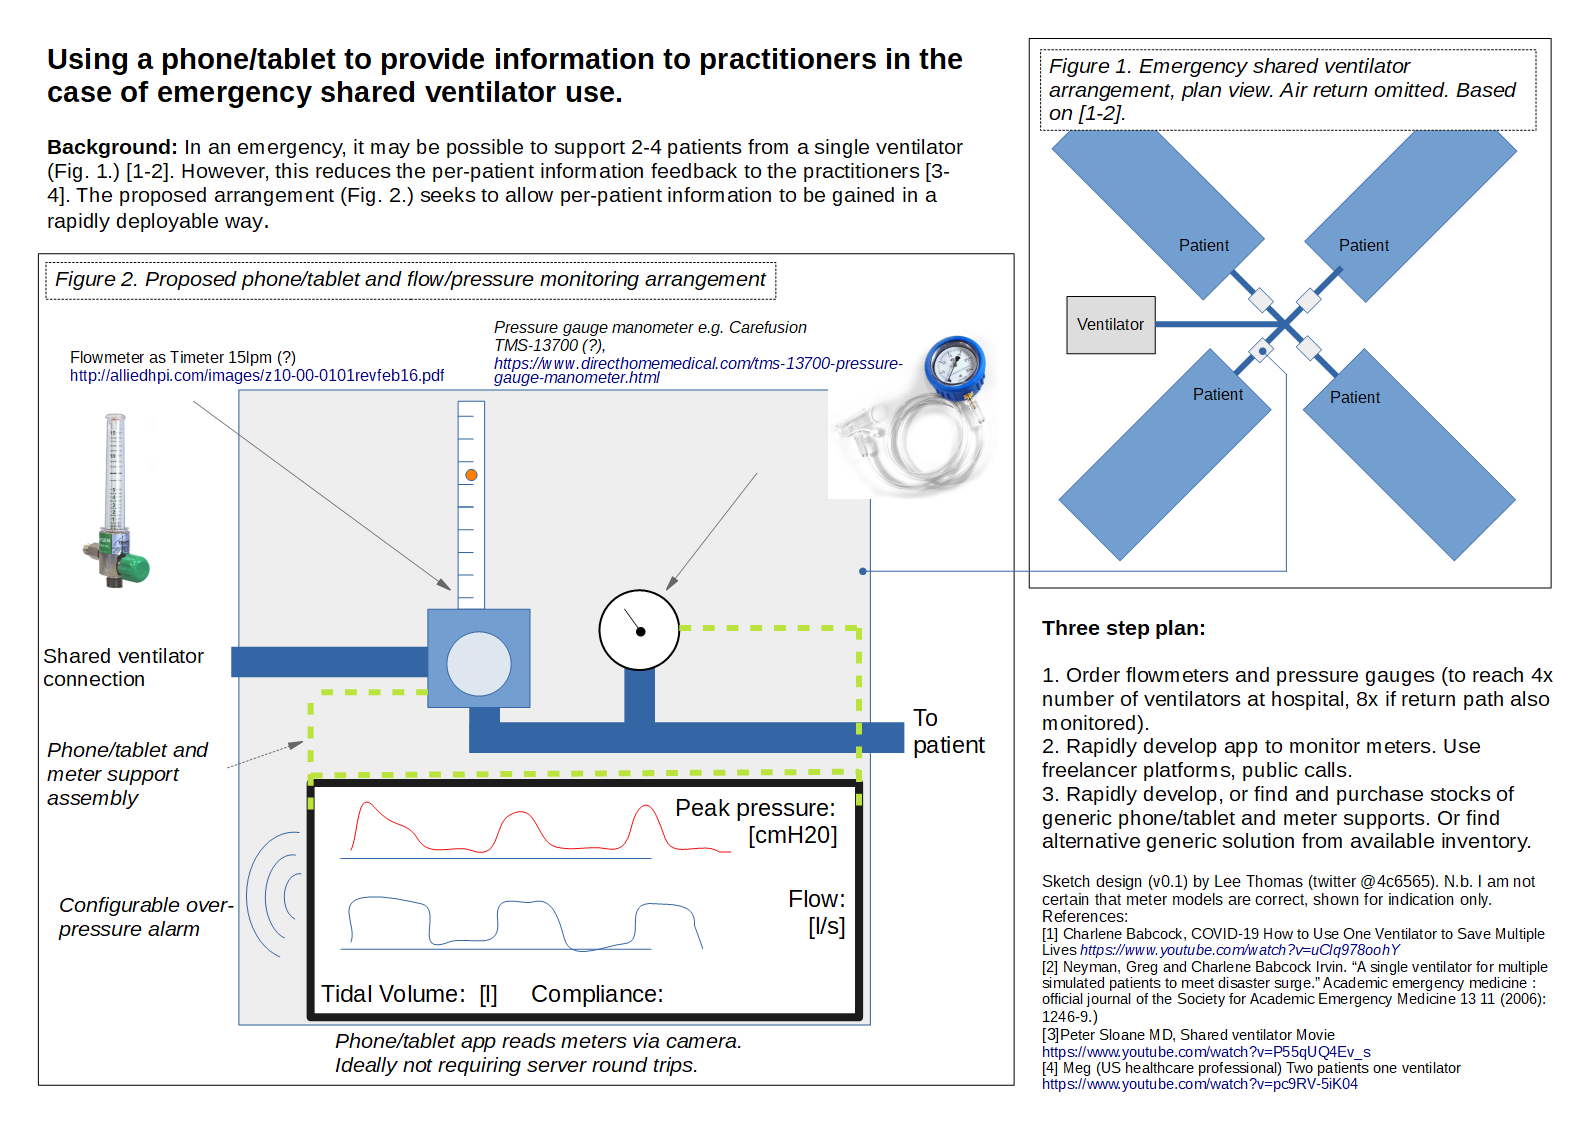 Using a phone/tablet to provide information to practitioners in the
case of emergency shared ventilator use.
Background: In an emergency, it may be possible to support 2-4 patients from a single ventilator
(Fig. 1.) [1-2]. However, this reduces the per-patient information feedback to the practitioners [3-
4]. The proposed arrangement (Fig. 2.) seeks to allow per-patient information to be gained in a
rapidly deployable way.
Figure 2. Proposed phone/tablet and flow/pressure monitoring arrangement
Flowmeter as Timeter 15lpm (?)
http://alliedhpi.com/images/z10-00-0101revfeb16.pdf
Pressure gauge manometer e.g. Carefusion
TMS-13700 (?),
https://www.directhomemedical.com/tms-13700-pressure-
gauge-manometer.html
Shared ventilator
connection
To
patient
Phone/tablet and
meter support
assembly
Configurable over-
pressure alarm
Peak pressure:
[cmH20]
Flow:
[l/s]
Tidal Volume: [l]
Compliance:
Phone/tablet app reads meters via camera.
Ideally not requiring server round trips.
Figure 1. Emergency shared ventilator
arrangement, plan view. Air return omitted. Based
on [1-2].
Patient
Patient
Ventilator
Patient
Patient
Three step plan:
1. Order flowmeters and pressure gauges (to reach 4x
number of ventilators at hospital, 8x if return path also
monitored).
2. Rapidly develop app to monitor meters. Use
freelancer platforms, public calls.
3. Rapidly develop, or find and purchase stocks of
generic phone/tablet and meter supports. Or find
alternative generic solution from available inventory.
Sketch design (v0.1) by Lee Thomas (twitter @4c6565). N.b. I am not
certain that meter models are correct, shown for indication only.
References:
[1] Charlene Babcock, COVID-19 How to Use One Ventilator to Save Multiple
Lives https://www.youtube.com/watch?v=uClq978oohY
[2] Neyman, Greg and Charlene Babcock Irvin. “A single ventilator for multiple
simulated patients to meet disaster surge.” Academic emergency medicine :
official journal of the Society for Academic Emergency Medicine 13 11 (2006):
1246-9.)
[3]Peter Sloane MD, Shared ventilator Movie
https://www.youtube.com/watch?v=P55qUQ4Ev_s
[4] Meg (US healthcare professional) Two patients one ventilator
https://www.youtube.com/watch?v=pc9RV-5iK04